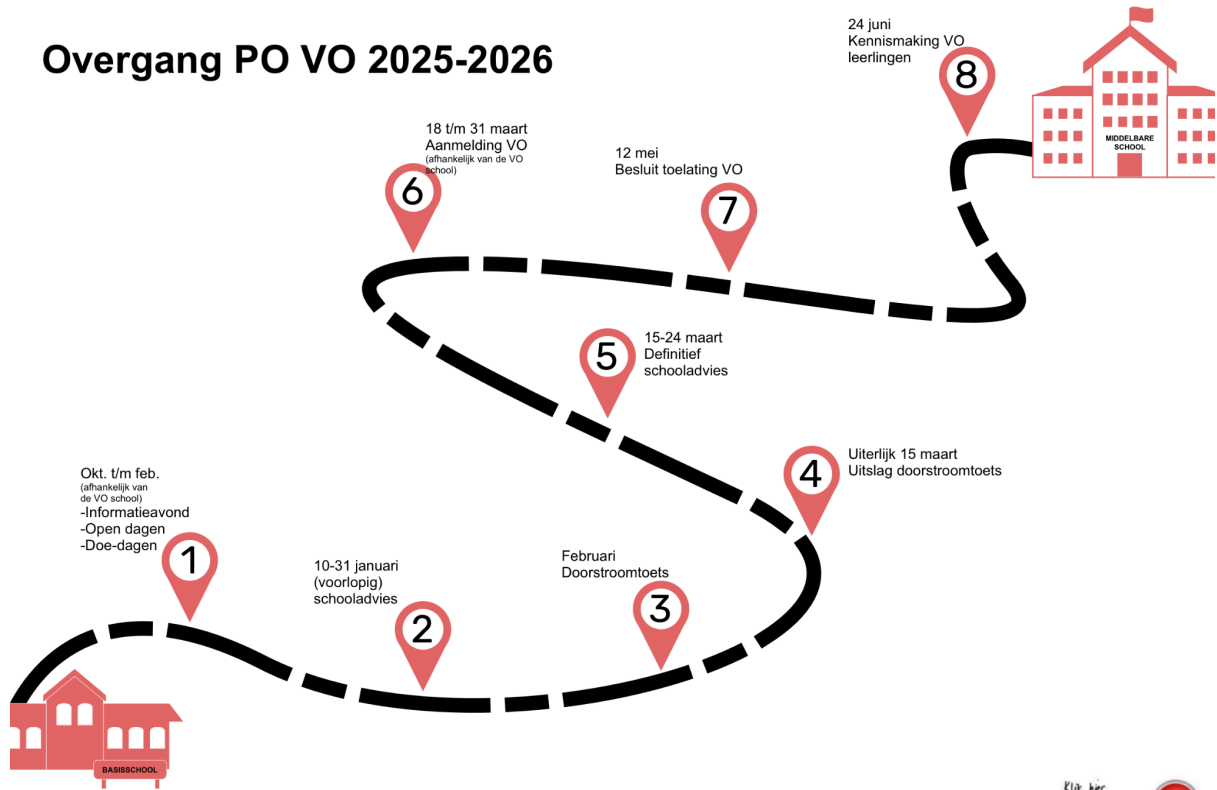 Overgang PO VO 2025-2026
24 juni
Kennismaking VO
leerlingen
8
MIDDELBARE
SCHOOL
18 t/m 31 maart
Aanmelding VO
(afhankelijk van de VO
school)
6
12 mei
Besluit toelating VO
7
15-24 maart
Definitief
schooladvies
5
Uiterlijk 15 maart
Uitslag doorstroomtoets
4
Okt. t/m feb.
(afhankelijk van
de VO school)
-Informatieavond
-Open dagen
-Doe-dagen
1
10-31 januari
(voorlopig)
schooladvies
2
Februari
Doorstroomtoets
3
BASISSCHOOL
Klik hier